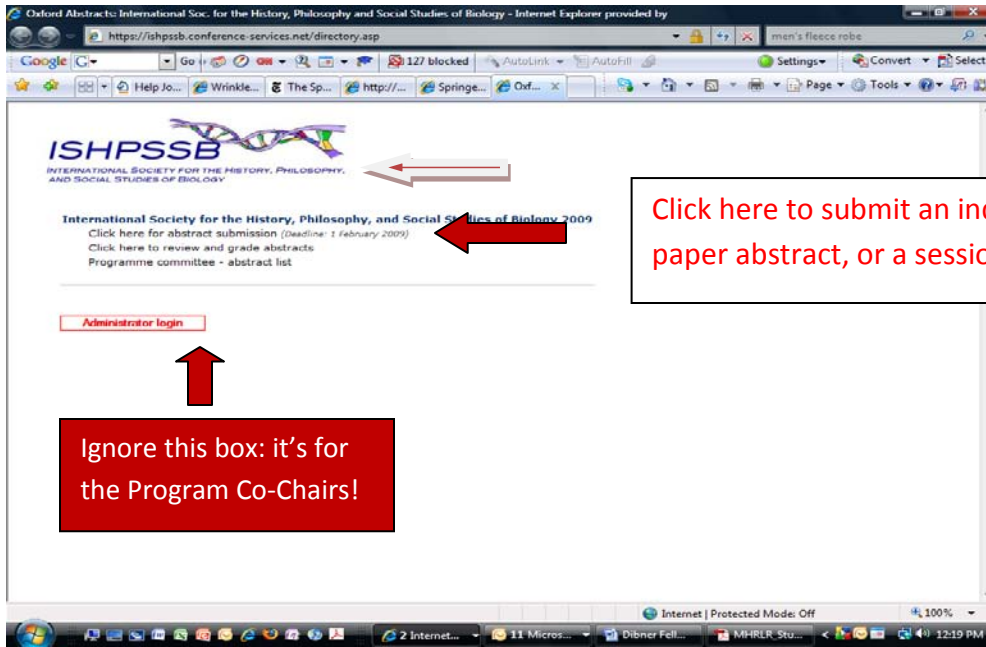 Oxford Abstracts: International Soc. for the History, Philosophy and Social Studies of Biology - Internet Explorer provided by
https://ishpssb.conference-services.net/directory.asp
men's fleece robe
Google
Go
127 blocked
AutoLink
AutoFill
Settings
Convert
Select
Help Jo...
Wrinkle...
The Sp...
http://...
Springe...
Oxf...
Page
Tools
ISHPSSB
INTERNATIONAL SOCIETY FOR THE HISTORY, PHILOSOPHY,
AND SOCIAL STUDIES OF BIOLOGY
International Society for the History, Philosophy, and Social Studies of Biology 2009
Click here for abstract submission (Deadline: 1 February 2009)
Click here to review and grade abstracts
Programme committee - abstract list
Click here to submit an ind
paper abstract, or a sessio
Administrator login
Ignore this box: it's for
the Program Co-Chairs!
Internet | Protected Mode: Off
100%
2 Internet...
11 Micros...
Dibner Fell...
MHRLR_Stu...
12:19 PM